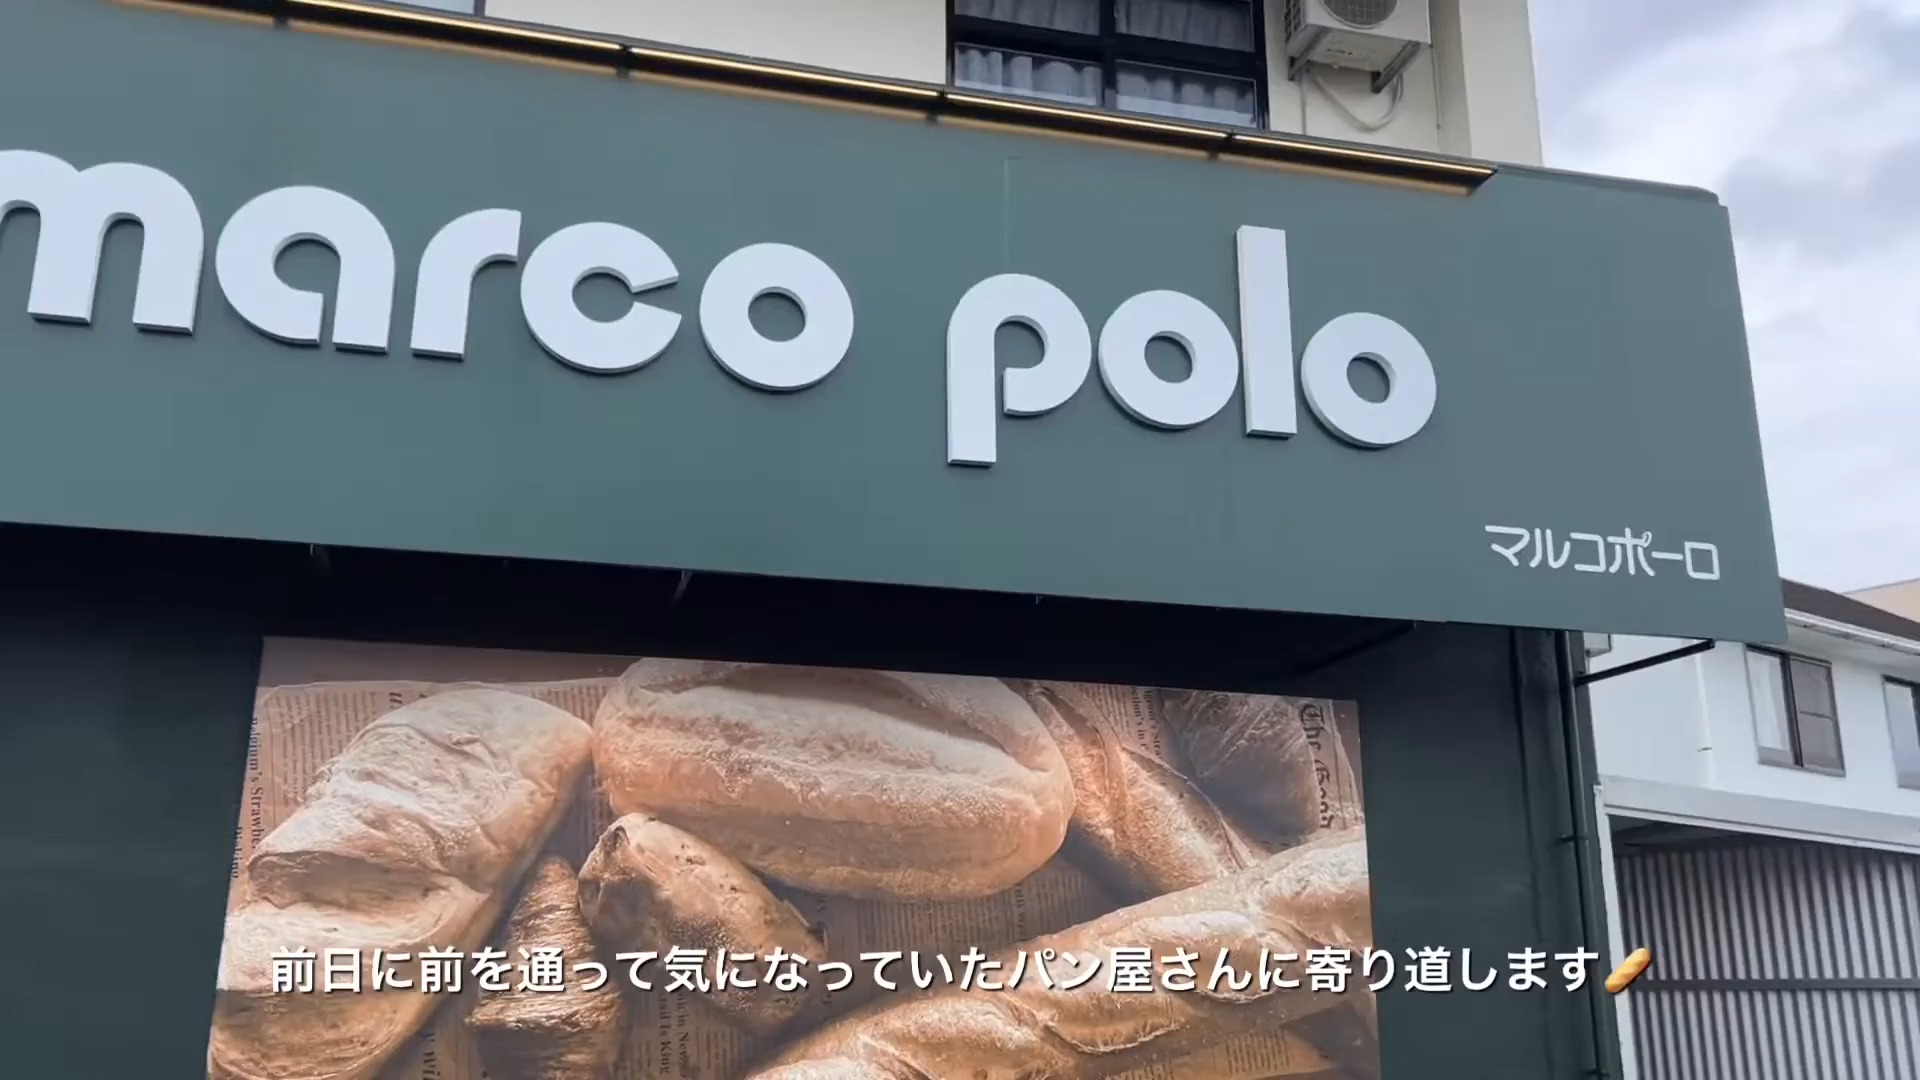 marco polo
マルコポーロ
The
前日に前を通って気になっていたパン屋さんに寄り道します🥖